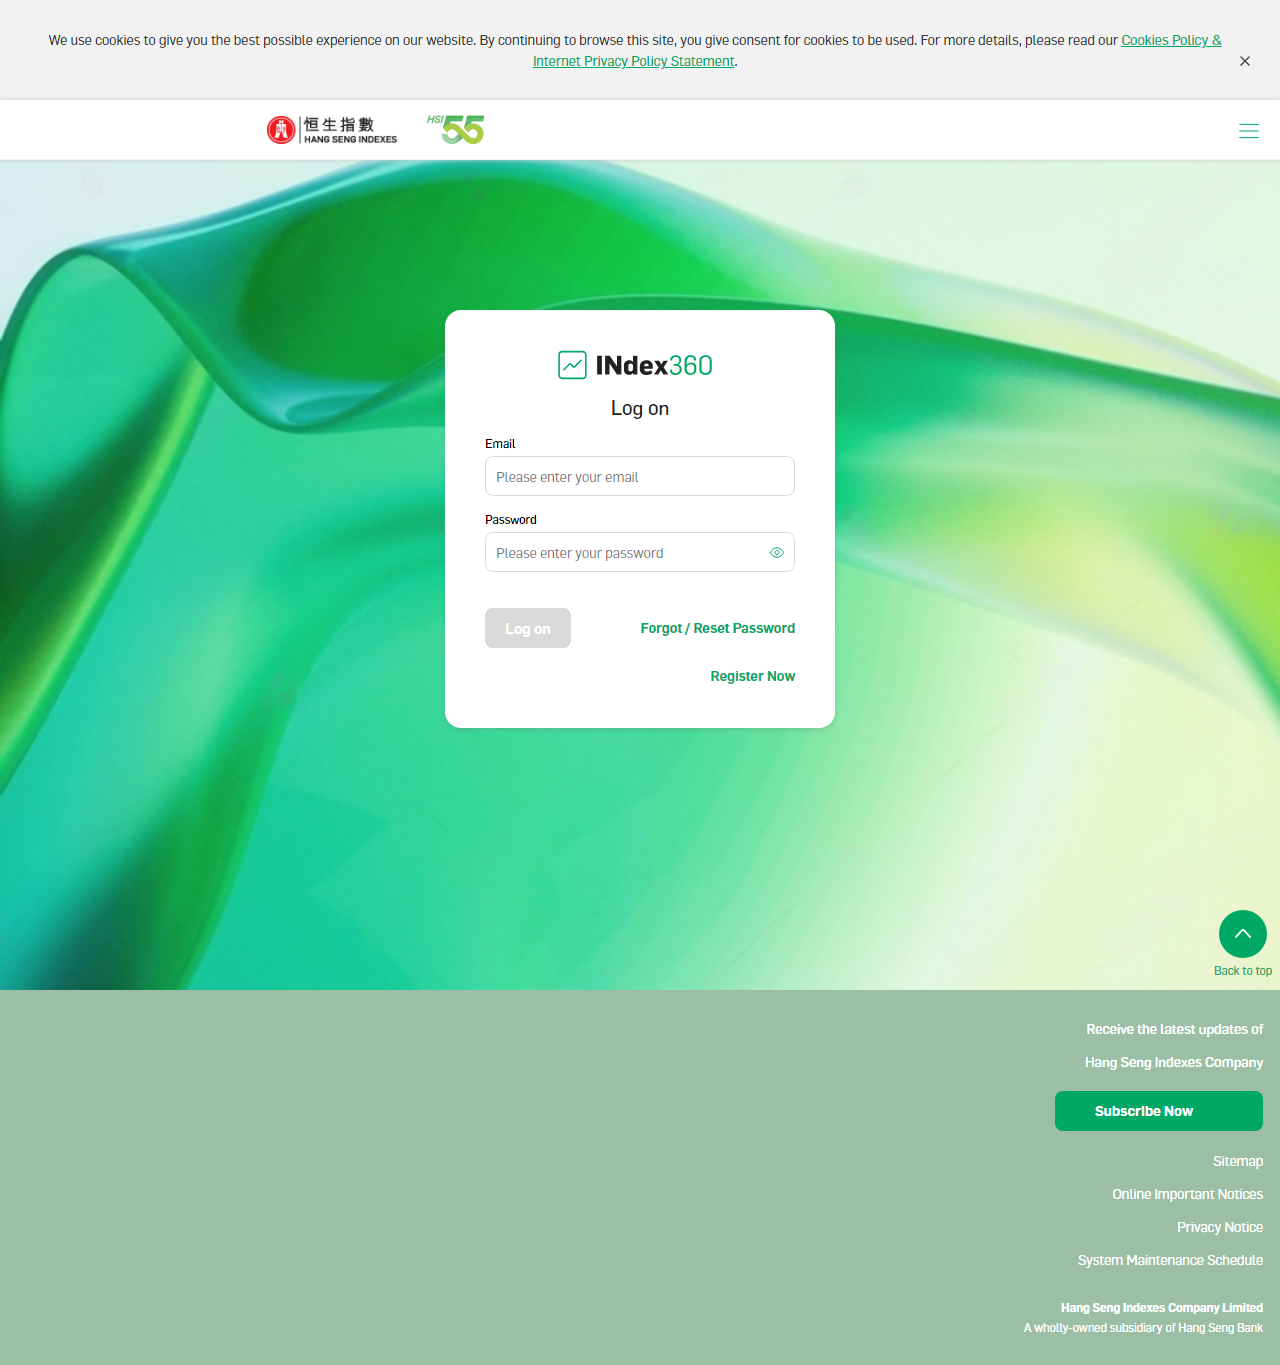 We use cookies to give you the best possible experience on our website. By continuing to browse this site, you give consent for cookies to be used. For more details, please read our Cookies Policy &
Internet Privacy Policy Statement.
恒生指數
HANG SENG INDEXES
HSI 55
INdex360
Log on
Email
Please enter your email
Password
Please enter your password
Log on
Forgot / Reset Password
Register Now
Back to top
Receive the latest updates of
Hang Seng Indexes Company
Subscribe Now
Sitemap
Online Important Notices
Privacy Notice
System Maintenance Schedule
Hang Seng Indexes Company Limited
A wholly-owned subsidiary of Hang Seng Bank